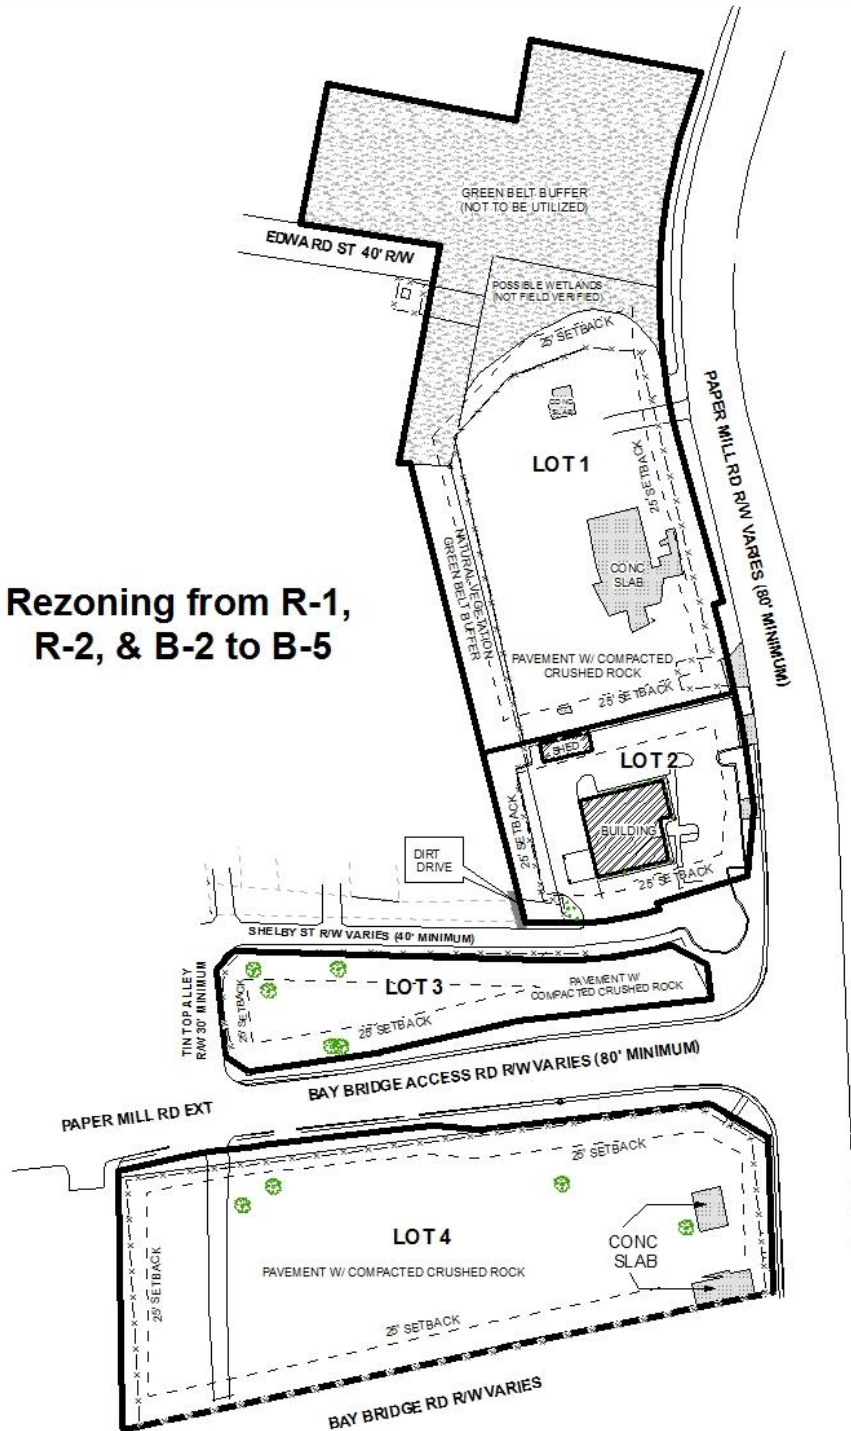 GREEN BELT BUFFER
(NOT TO BE UTILIZED)
EDWARD ST 40' R/W
POSSIBLE WETLANDS
(NOT FIELD VERIFIED)
25' SETBACK
CONC
SLAB
LOT 1
PAPER MILL RD R/W VARIES (80' MINIMUM)
25' SETBACK
NATURAL VEGETATION
GREEN BELT BUFFER
CONC
SLAB
Rezoning from R-1,
R-2, & B-2 to B-5
PAVEMENT W/ COMPACTED
CRUSHED ROCK
25' SETBACK
SHED
LOT 2
25' SETBACK
BUILDING
DIRT
DRIVE
25' SETBACK
SHELBY ST R/W VARIES (40' MINIMUM)
TIN TOP ALLEY
R/W 30' MINIMUM
25' SETBACK
LOT 3
PAVEMENT W/
COMPACTED CRUSHED ROCK
25' SETBACK
BAY BRIDGE ACCESS RD R/W VARIES (80' MINIMUM)
PAPER MILL RD EXT
25' SETBACK
LOT 4
CONC
SLAB
PAVEMENT W/ COMPACTED CRUSHED ROCK
25' SETBACK
25' SETBACK
BAY BRIDGE RD R/W VARIES